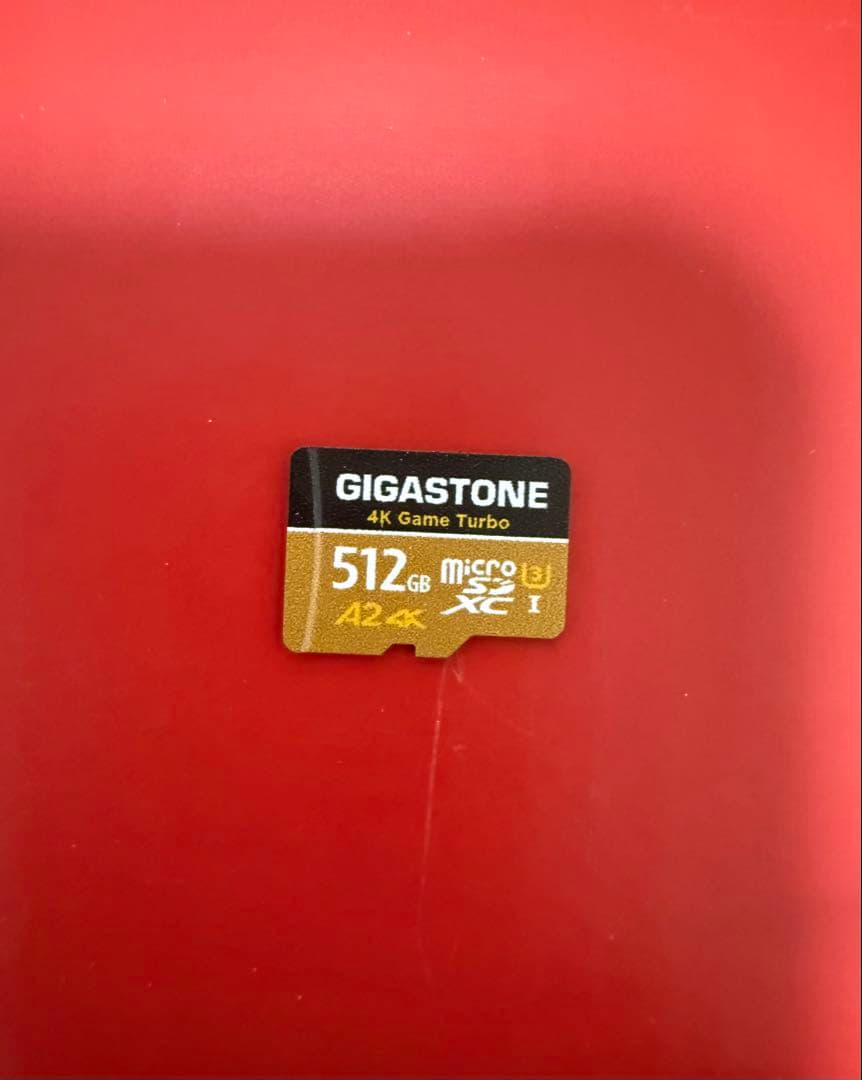 GIGASTONE
4K Game Turbo
512GB micro SD XC U3 I
A2 4K